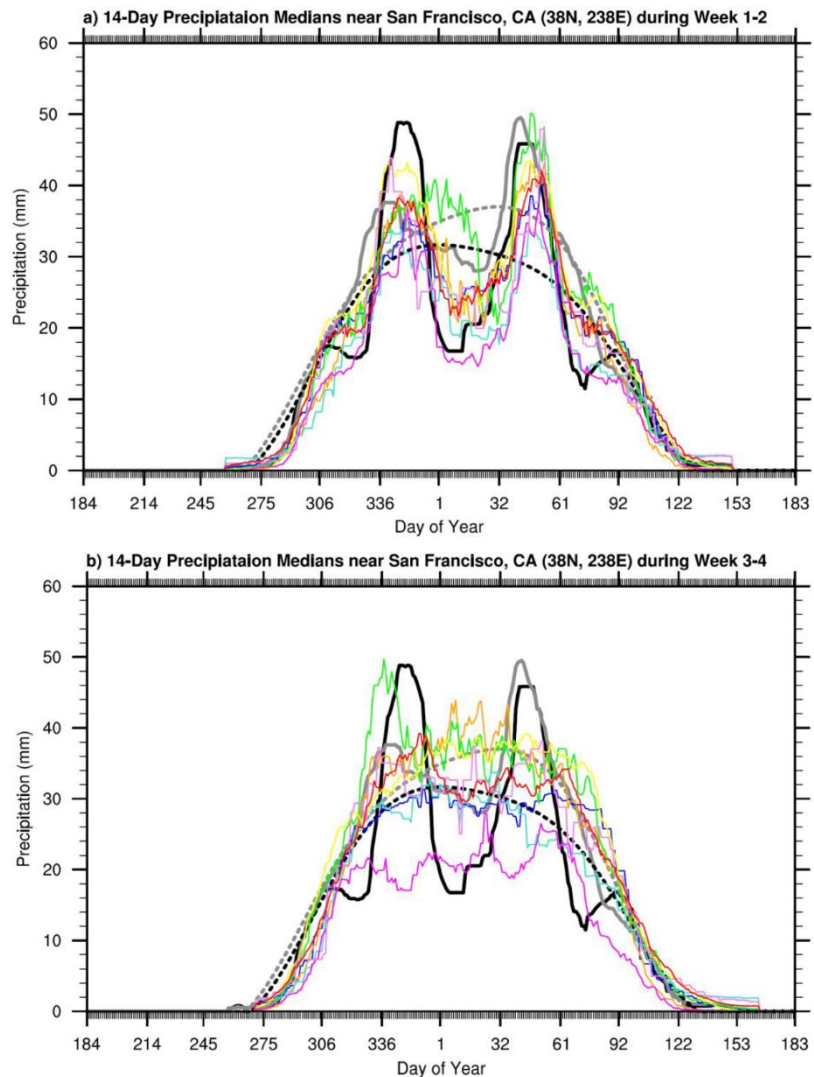 a) 14-Day Precipiataion Medians near San Francisco, CA (38N, 238E) during Week 1-2
60
50
40
30
20
10
0
Precipitation (mm)
184 214 245 275 306 336 1 32 61 92 122 153 183
Day of Year
b) 14-Day Precipiataion Medians near San Francisco, CA (38N, 238E) during Week 3-4
60
50
40
30
20
10
0
Precipitation (mm)
184 214 245 275 306 336 1 32 61 92 122 153 183
Day of Year